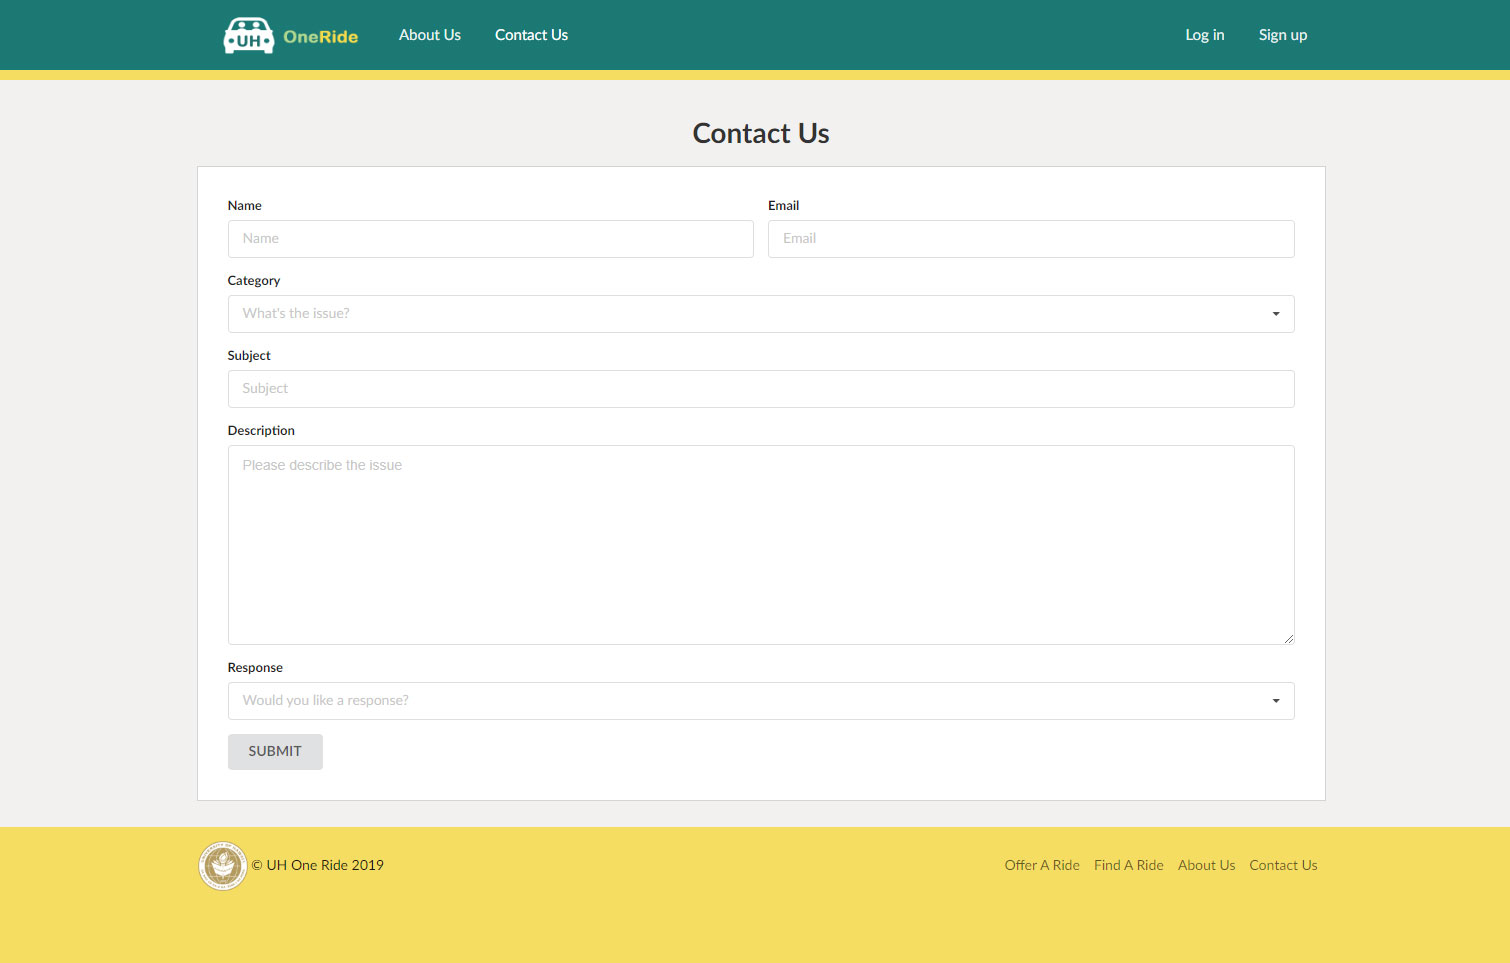 UH OneRide About Us Contact Us Log in Sign up
Contact Us
Name Email
Name Email
Category
What's the issue?
Subject
Subject
Description
Please describe the issue
Response
Would you like a response?
SUBMIT
© UH One Ride 2019 Offer A Ride Find A Ride About Us Contact Us